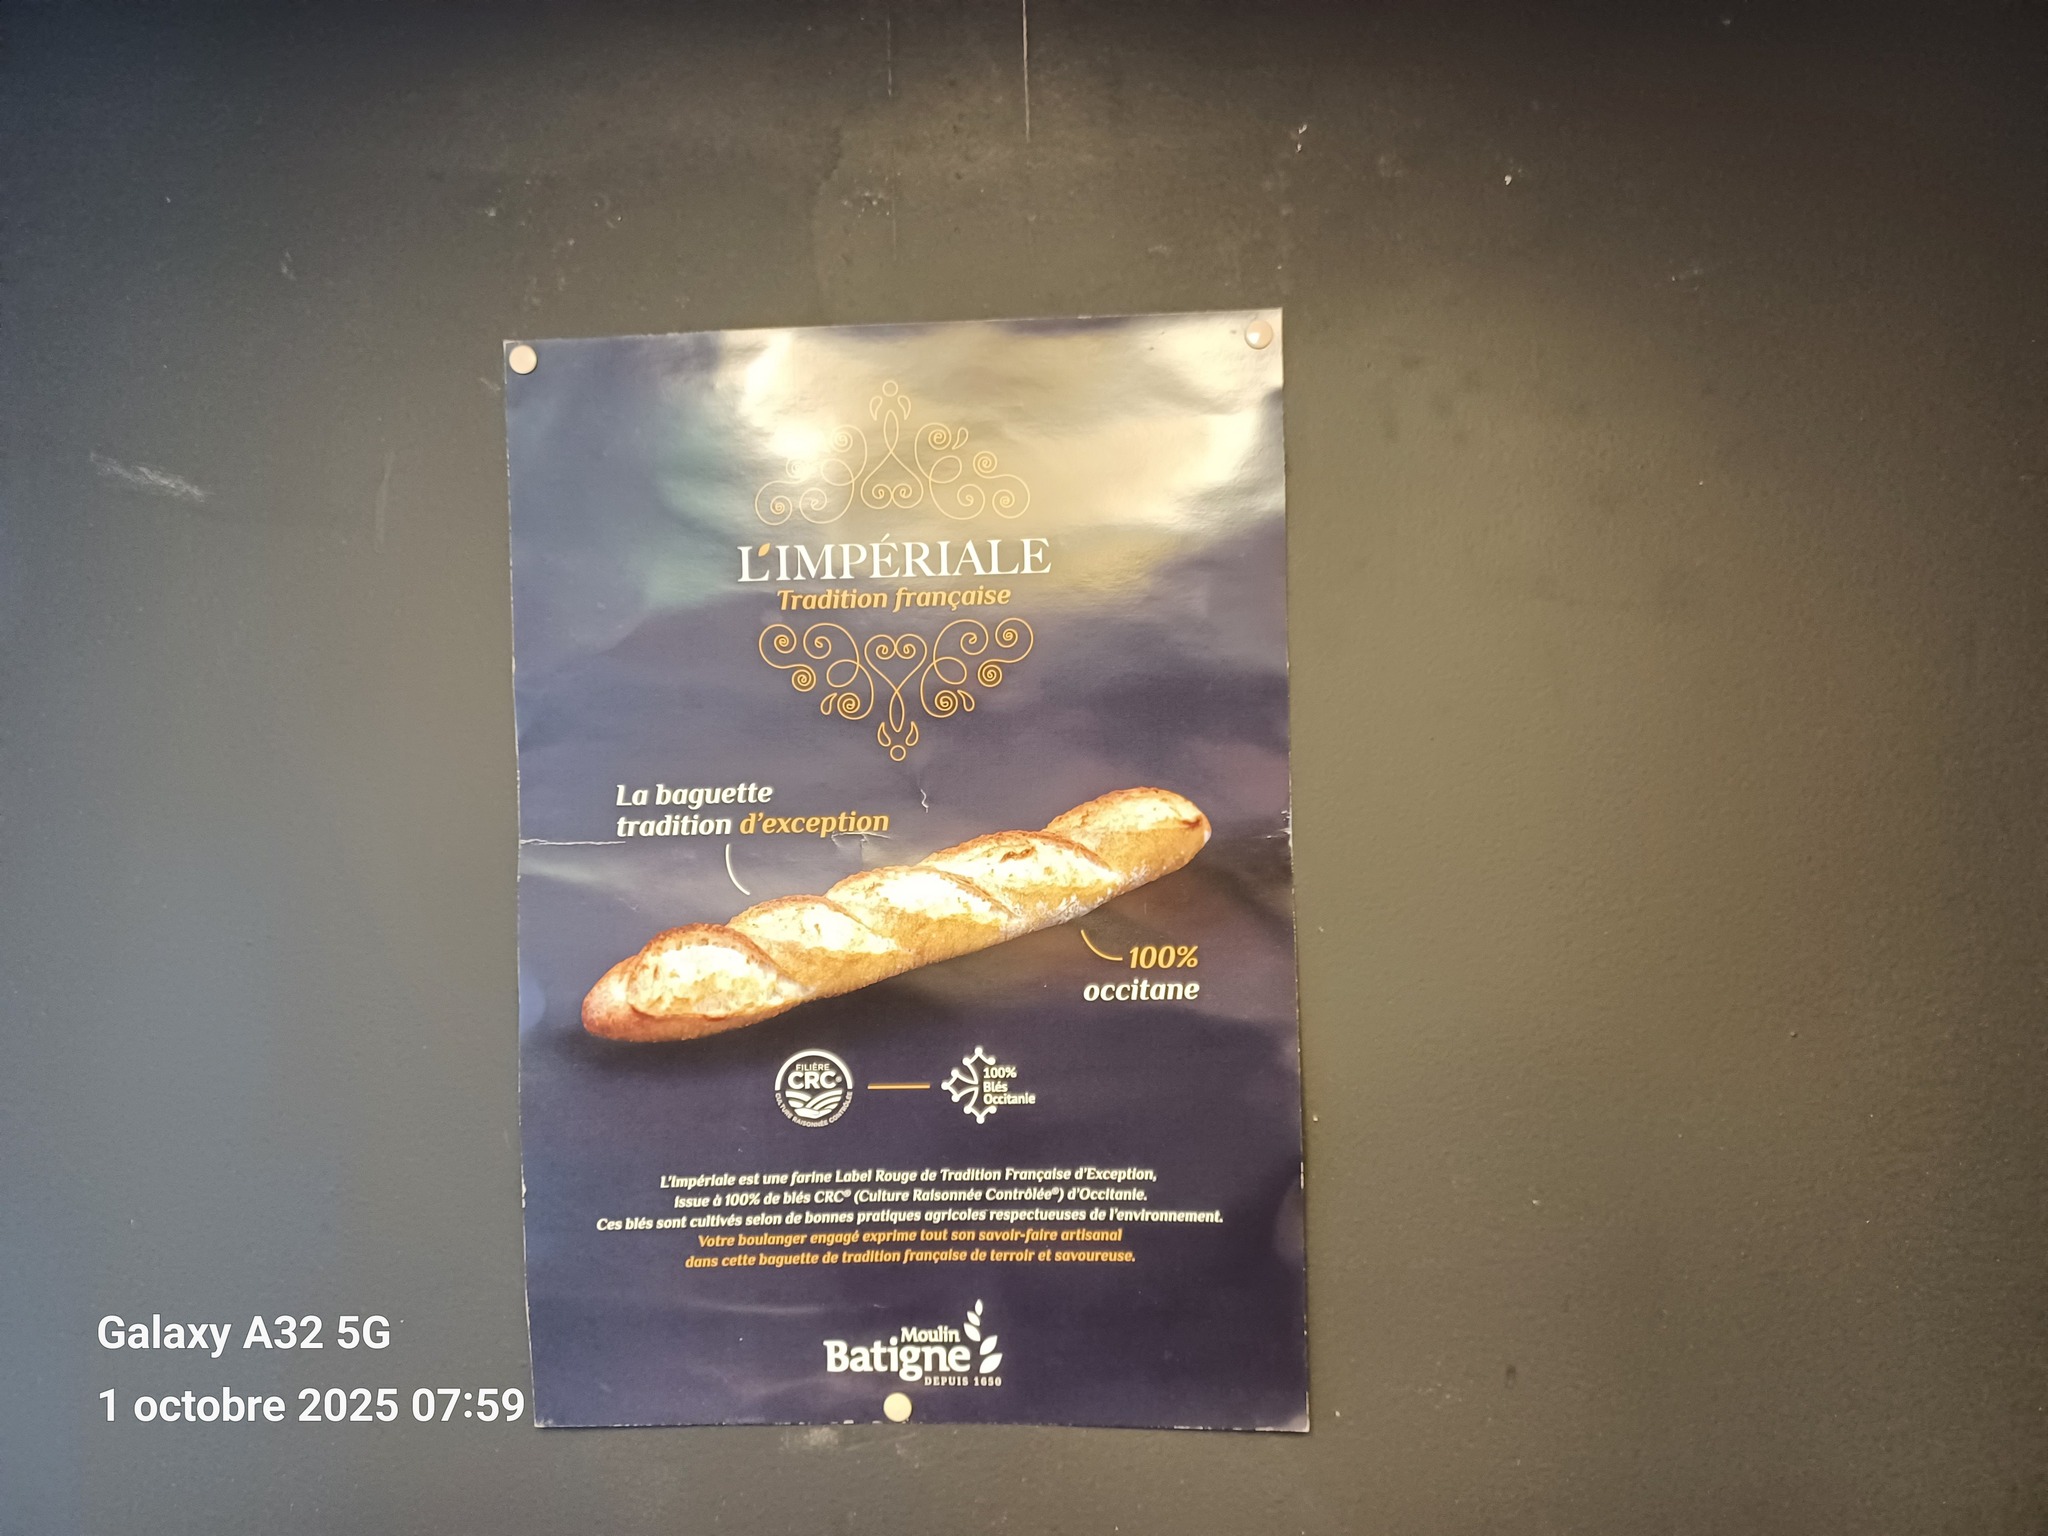 L'IMPÉRIALE
Tradition française
La baguette
tradition d'exception
100%
occitane
FILIÈRE
CRC®
CULTURE RAISONNÉE CONTRÔLÉE
100%
Blés
Occitanie
L'Impériale est une farine Label Rouge de Tradition Française d'Exception,
issue à 100% de blés CRC® (Culture Raisonnée Contrôlée®) d'Occitanie.
Ces blés sont cultivés selon de bonnes pratiques agricoles respectueuses de l'environnement.
Votre boulanger engagé exprime tout son savoir-faire artisanal
dans cette baguette de tradition française de terroir et savoureuse.
Moulin
Batigne
DEPUIS 1650
Galaxy A32 5G
1 octobre 2025 07:59